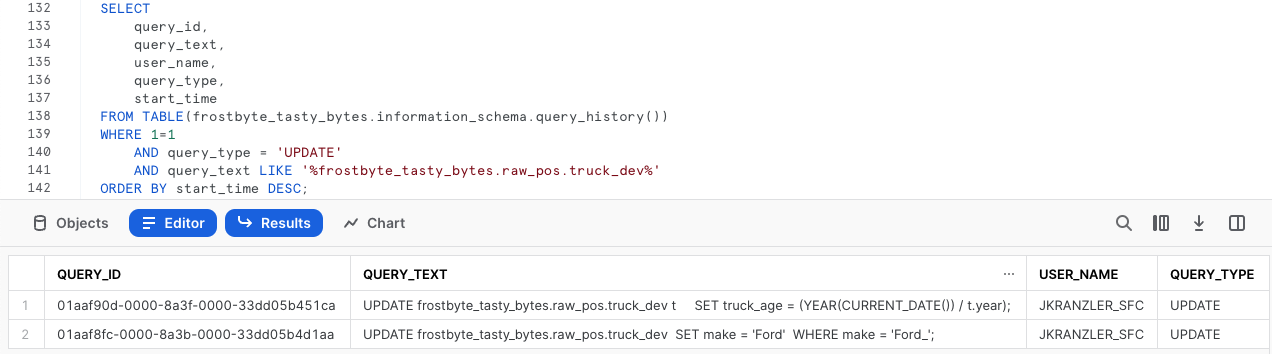 132 SELECT
133 query_id,
134 query_text,
135 user_name,
136 query_type,
137 start_time
138 FROM TABLE(frostbyte_tasty_bytes.information_schema.query_history())
139 WHERE 1=1
140 AND query_type = 'UPDATE'
141 AND query_text LIKE '%frostbyte_tasty_bytes.raw_pos.truck_dev%'
142 ORDER BY start_time DESC;
Objects Editor Results Chart
QUERY_ID QUERY_TEXT ... USER_NAME QUERY_TYPE
1 01aaf90d-0000-8a3f-0000-33dd05b451ca UPDATE frostbyte_tasty_bytes.raw_pos.truck_dev t SET truck_age = (YEAR(CURRENT_DATE()) / t.year); JKRANZLER_SFC UPDATE
2 01aaf8fc-0000-8a3b-0000-33dd05b4d1aa UPDATE frostbyte_tasty_bytes.raw_pos.truck_dev SET make = 'Ford' WHERE make = 'Ford_'; JKRANZLER_SFC UPDATE